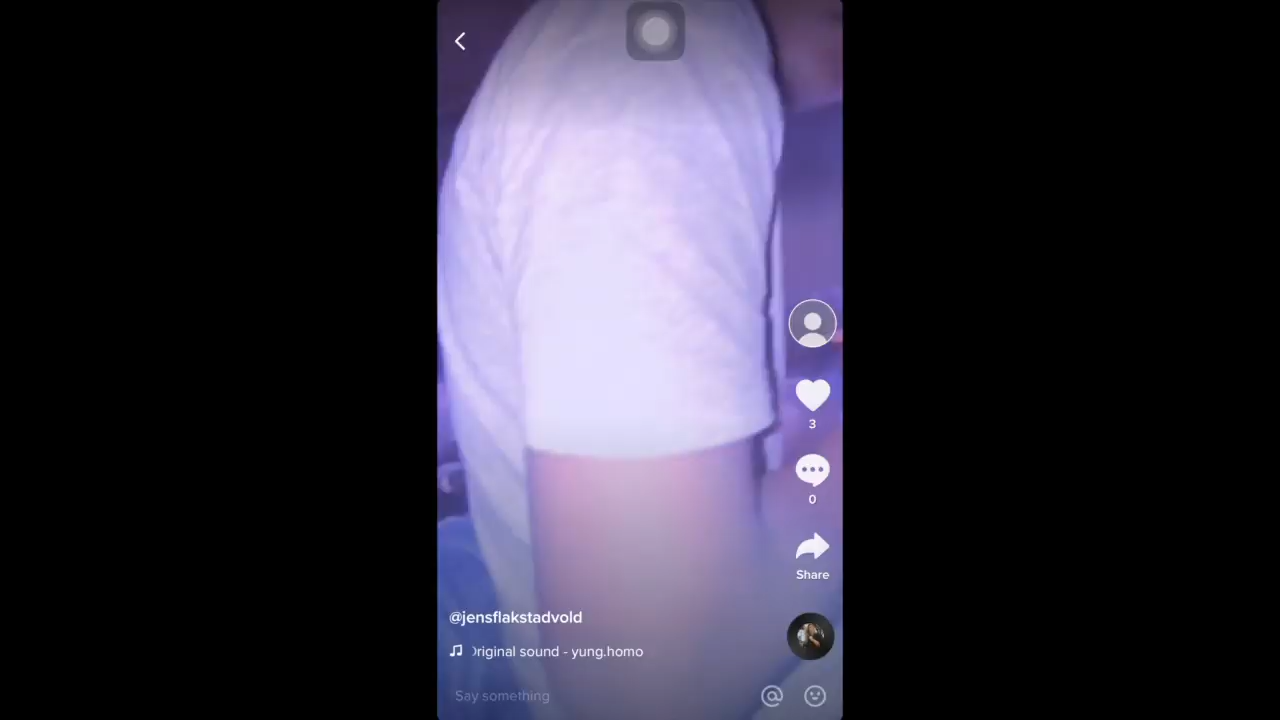 3
0
Share
@jensflakstadvold
riginal sound - yung.homo
Say something